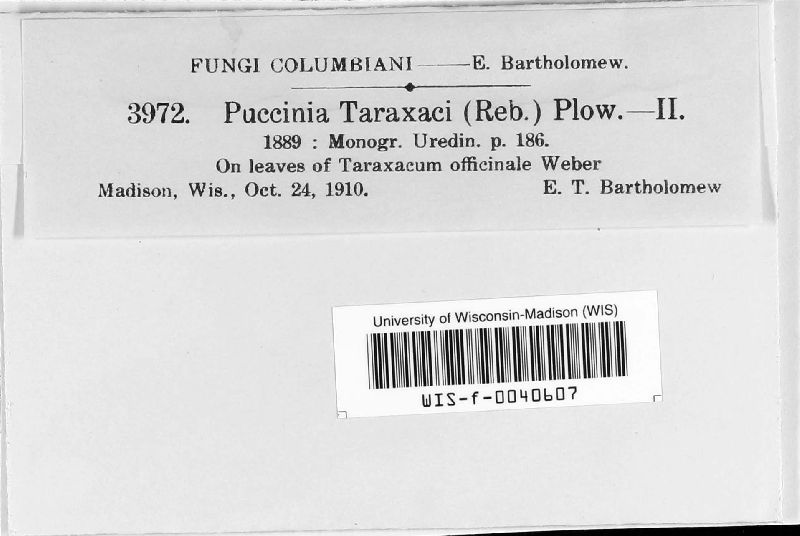 FUNGI COLUMBIANI——E. Bartholomew.
3972. Puccinia Taraxaci (Reb.) Plow.—II.
1889 : Monogr. Uredin. p. 186.
On leaves of Taraxacum officinale Weber
Madison, Wis., Oct. 24, 1910. E. T. Bartholomew
University of Wisconsin-Madison (WIS)
WIS-f-0040607